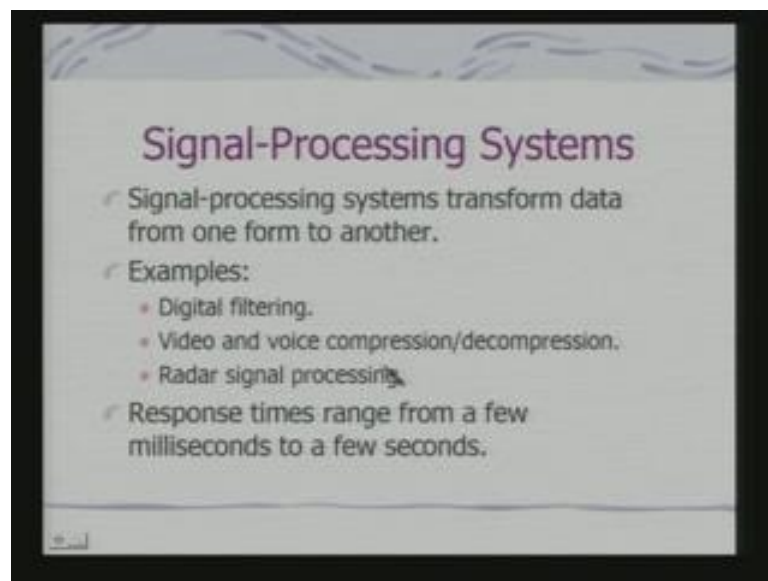 Signal-Processing Systems
Signal-processing systems transform data
from one form to another.
Examples:
Digital filtering.
Video and voice compression/decompression.
Radar signal processing.
Response times range from a few
milliseconds to a few seconds.